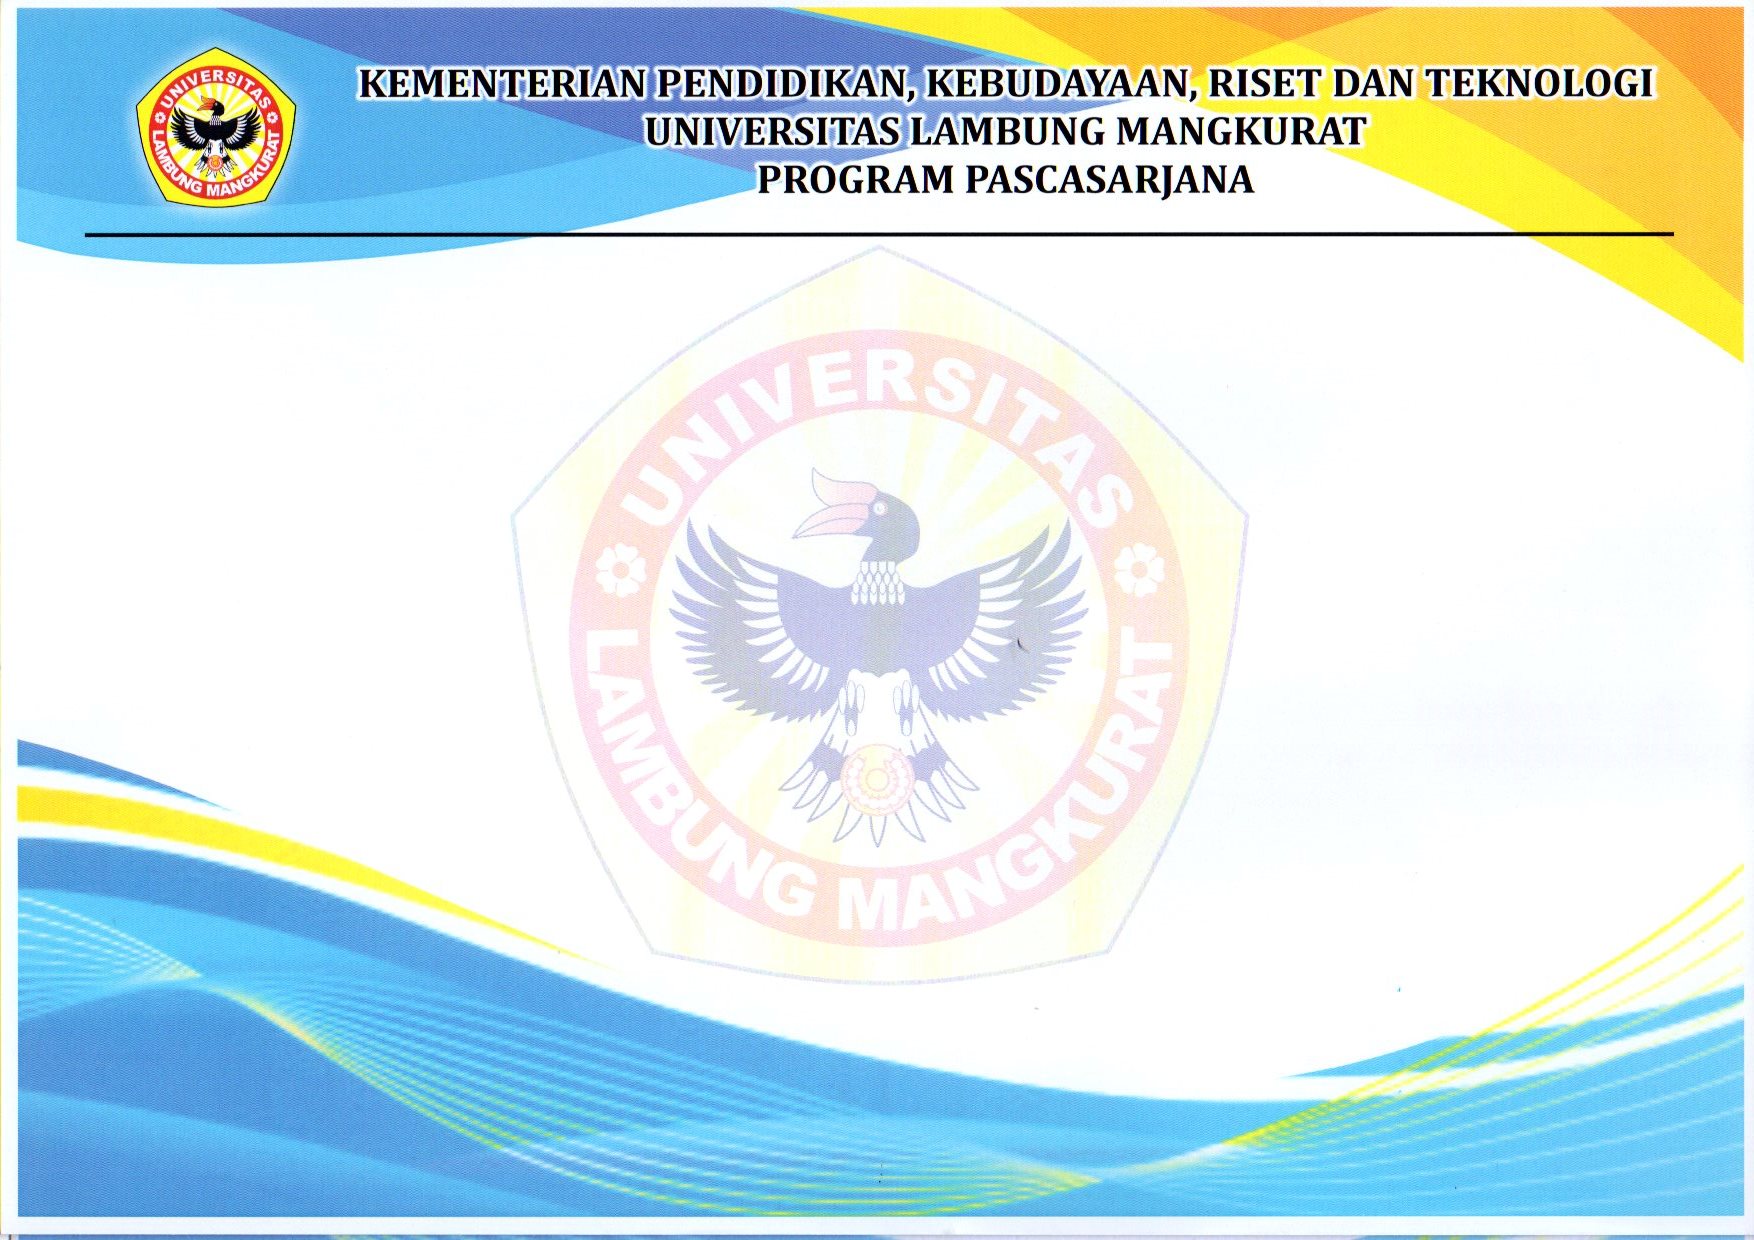 KEMENTERIAN PENDIDIKAN, KEBUDAYAAN, RISET DAN TEKNOLOGI
UNIVERSITAS LAMBUNG MANGKURAT
PROGRAM PASCASARJANA
UNIVERSITAS
LAMBUNG MANGKURAT
UNIVERSITAS
LAMBUNG MANGKURAT